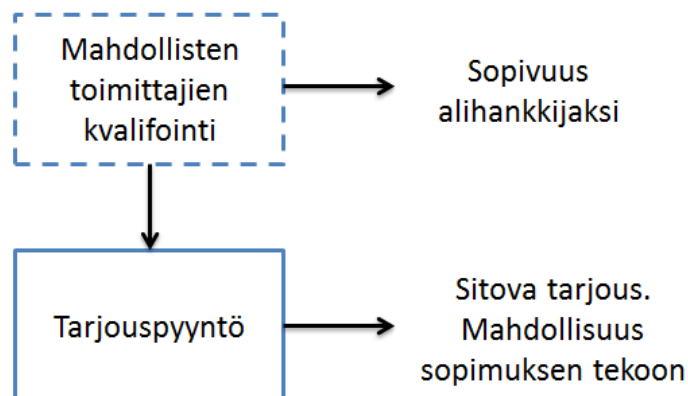 Mahdollisten
toimittajien
kvalifointi
Sopivuus
alihankkijaksi
Tarjouspyyntö
Sitova tarjous.
Mahdollisuus
sopimuksen tekoon